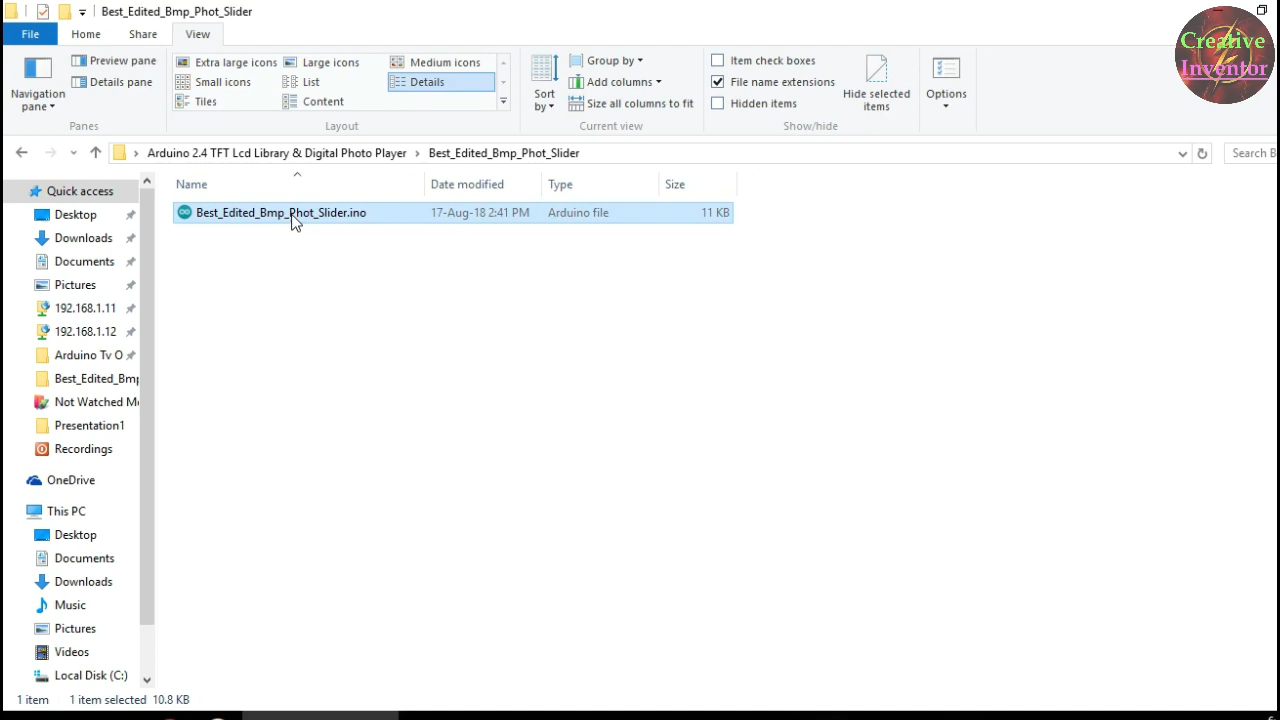 Best_Edited_Bmp_Phot_Slider
File Home Share View
Navigation pane
Preview pane
Details pane
Panes
Extra large icons Large icons Medium icons
Small icons List Details
Tiles Content
Layout
Sort by
Group by
Add columns
Size all columns to fit
Current view
Item check boxes
File name extensions
Hidden items
Hide selected items
Show/hide
Options
Creative
Inventor
Arduino 2.4 TFT Lcd Library & Digital Photo Player Best_Edited_Bmp_Phot_Slider
Search B
Name Date modified Type Size
Best_Edited_Bmp_Phot_Slider.ino 17-Aug-18 2:41 PM Arduino file 11 KB
Quick access
Desktop
Downloads
Documents
Pictures
192.168.1.11
192.168.1.12
Arduino Tv O
Best_Edited_Bmp
Not Watched M
Presentation1
Recordings
OneDrive
This PC
Desktop
Documents
Downloads
Music
Pictures
Videos
Local Disk (C:)
1 item 1 item selected 10.8 KB